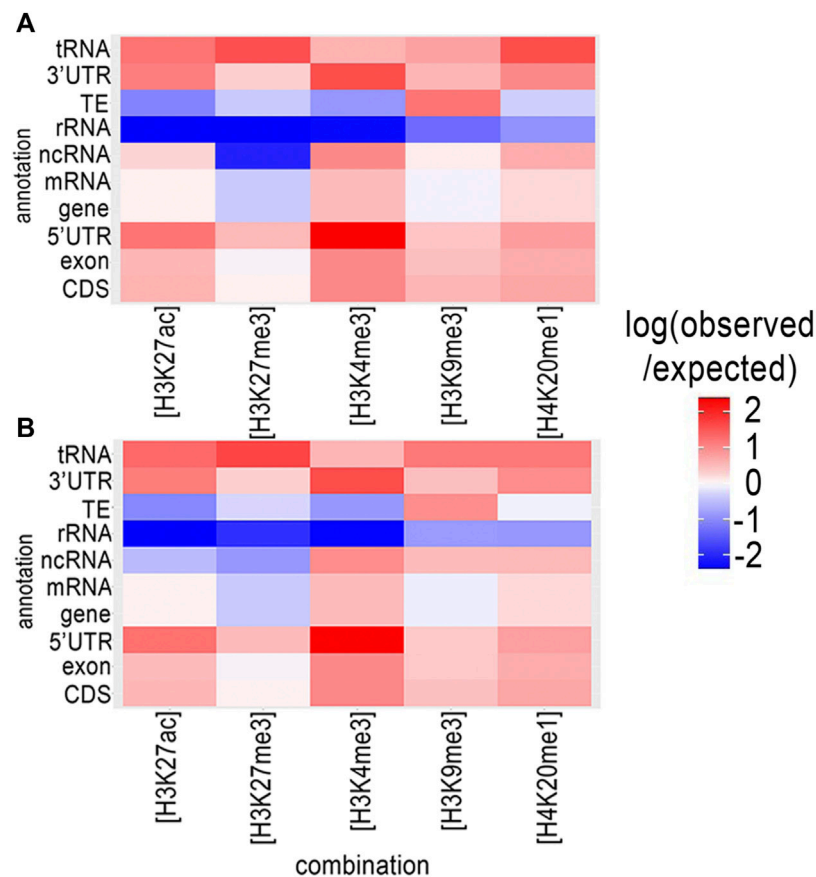 A
annotation
tRNA
3'UTR
TE
rRNA
ncRNA
mRNA
gene
5'UTR
exon
CDS
[H3K27ac]
[H3K27me3]
[H3K4me3]
[H3K9me3]
[H4K20me1]
log(observed
/expected)
2
1
0
-1
-2
B
annotation
tRNA
3'UTR
TE
rRNA
ncRNA
mRNA
gene
5'UTR
exon
CDS
[H3K27ac]
[H3K27me3]
[H3K4me3]
[H3K9me3]
[H4K20me1]
combination